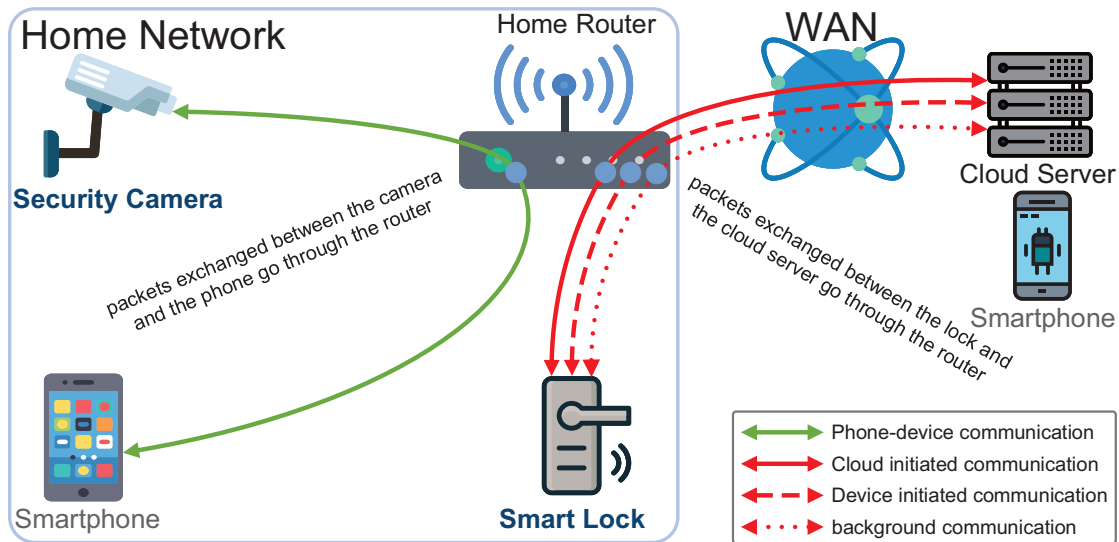 Home Network
Home Router
WAN
Security Camera
Cloud Server
packets exchanged between the camera
and the phone go through the router
packets exchanged between the lock and
the cloud server go through the router
Smartphone
Smartphone
Smart Lock
Phone-device communication
Cloud initiated communication
Device initiated communication
background communication